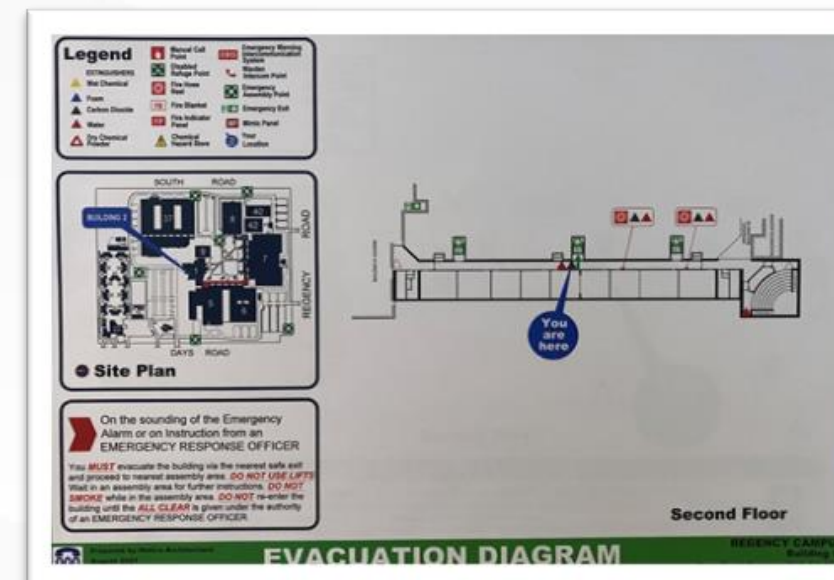 Legend
EXTINGUISHERS
Wet Chemical
Foam
Carbon Dioxide
Water
Dry Chemical
Powder
Manual Call
Point
Disabled
Refuge Point
Fire Hose
Reel
Fire Blanket
Fire Indicator
Panel
Chemical
Hazard Store
Emergency Warning
Intercommunication
System
Warden
Intercom Point
Emergency
Assembly Point
Emergency Exit
Mimic Panel
Your
Location
SOUTH ROAD
BUILDING 2
ROAD
REGENCY
7
DAYS ROAD
Site Plan
You
are
here
On the sounding of the Emergency
Alarm or on Instruction from an
EMERGENCY RESPONSE OFFICER
You MUST evacuate the building via the nearest safe exit
and proceed to nearest assembly area. DO NOT USE LIFTS
Wait in an assembly area for further instructions. DO NOT
SMOKE while in the assembly area. DO NOT re-enter the
building until the ALL CLEAR is given under the authority
of an EMERGENCY RESPONSE OFFICER
Second Floor
EVACUATION DIAGRAM
REGENCY CAMPU
Building